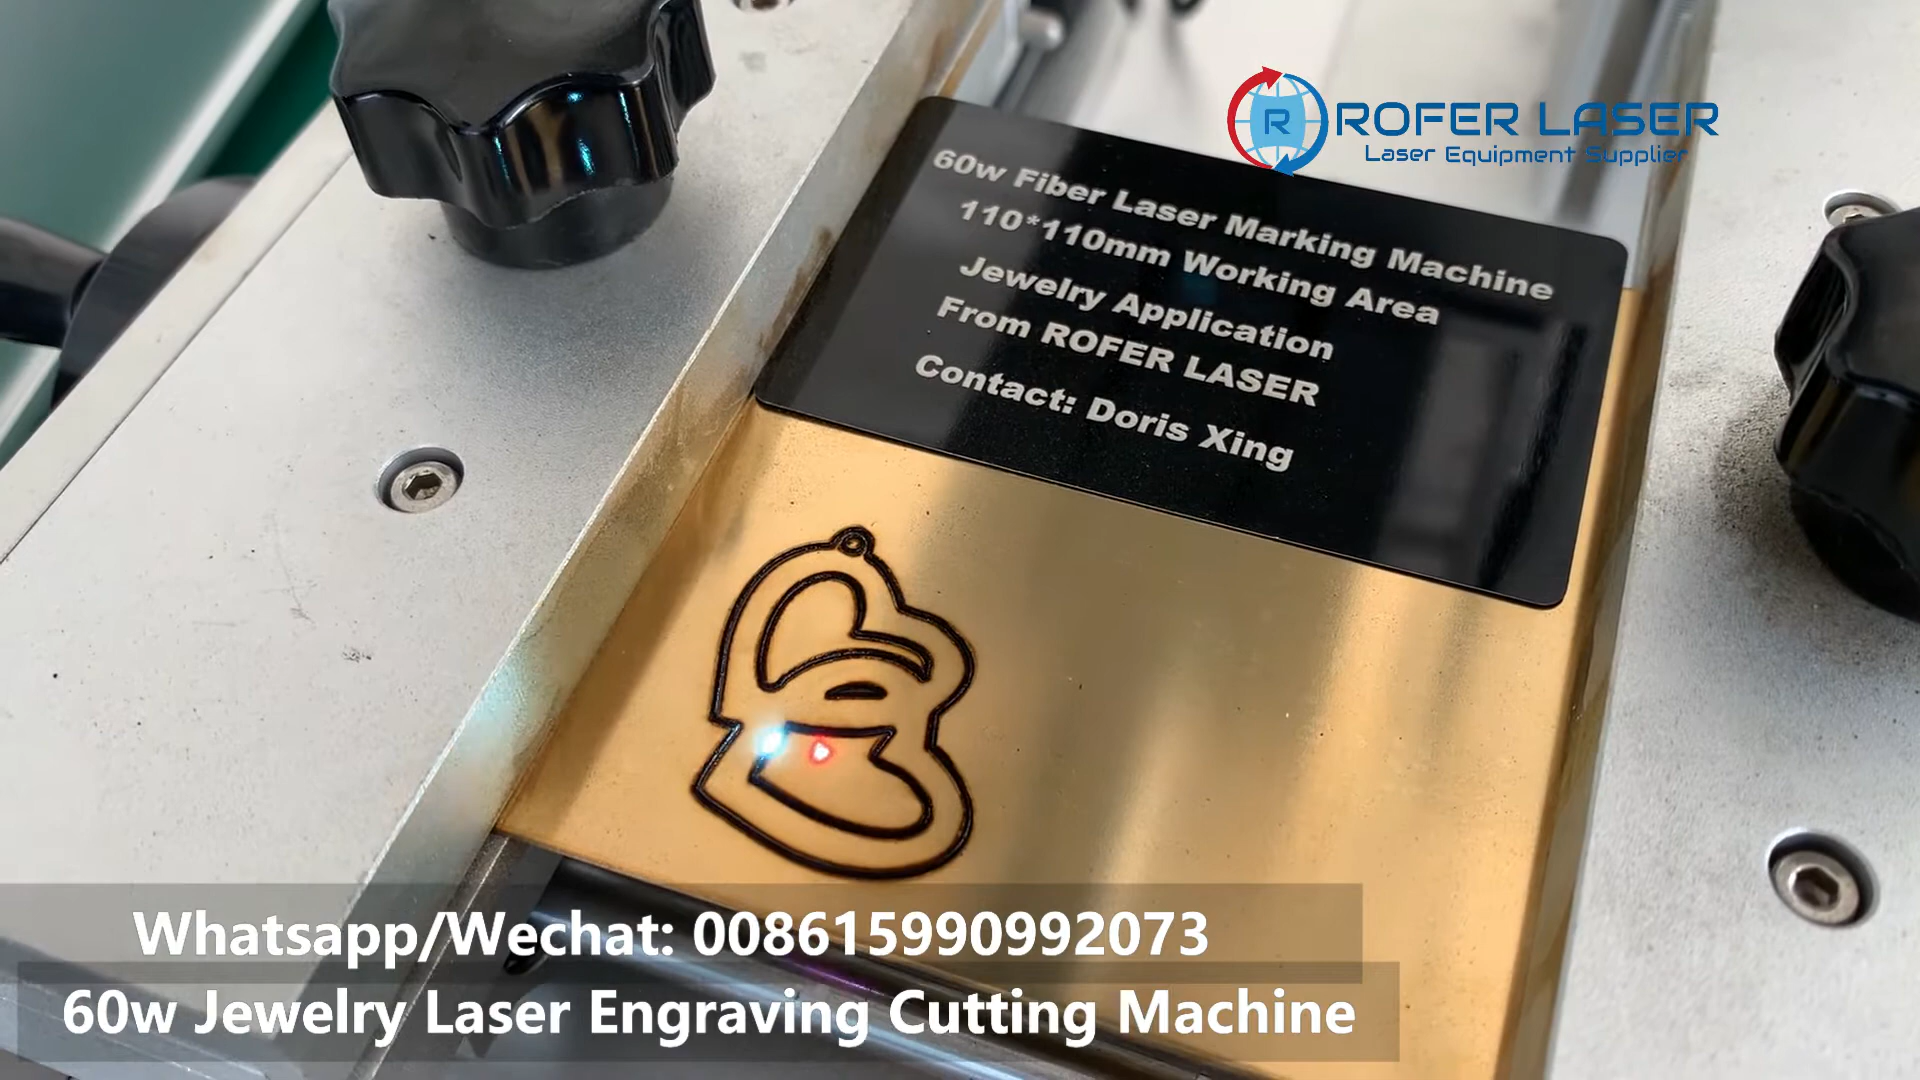 R ROFER LASER
Laser Equipment Supplier
60w Fiber Laser Marking Machine
110*110mm Working Area
Jewelry Application
From ROFER LASER
Contact: Doris Xing
Whatsapp/Wechat: 008615990992073
60w Jewelry Laser Engraving Cutting Machine